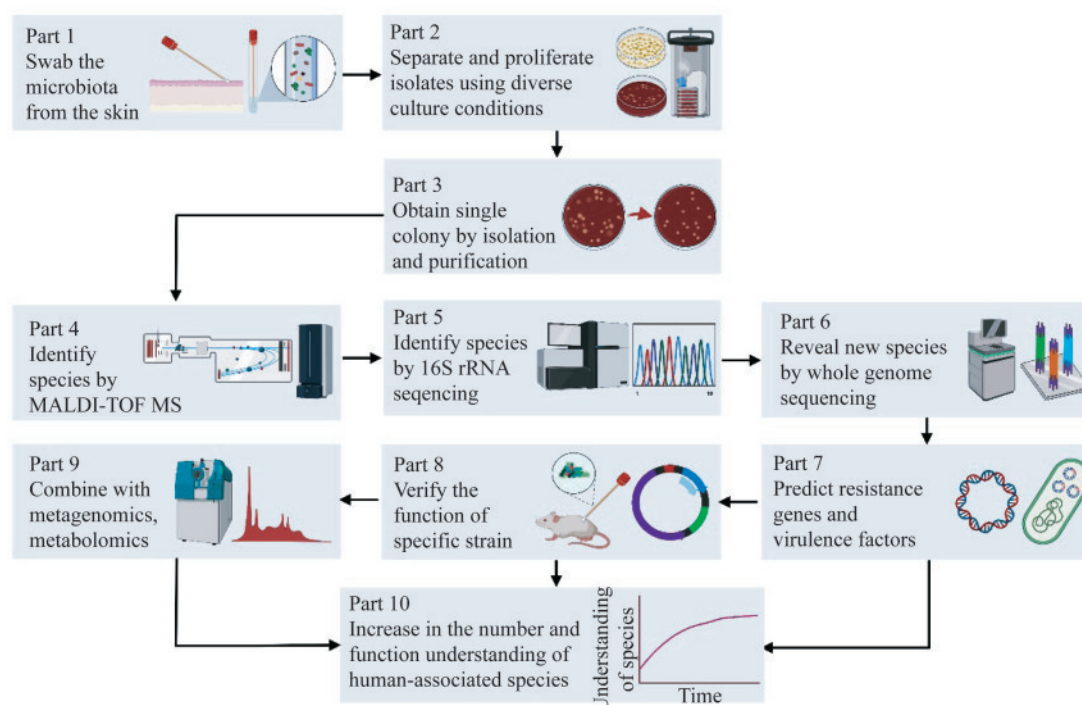 Part 1
Swab the
microbiota
from the skin
Part 2
Separate and proliferate
isolates using diverse
culture conditions
Part 3
Obtain single
colony by isolation
and purification
Part 4
Identify
species by
MALDI-TOF MS
Part 5
Identify species
by 16S rRNA
seqencing
1
10
Part 6
Reveal new species
by whole genome
sequencing
Part 9
Combine with
metagenomics,
metabolomics
Part 8
Verify the
function of
specific strain
Part 7
Predict resistance
genes and
virulence factors
Part 10
Increase in the number and
function understanding of
human-associated species
Understanding
of species
Time